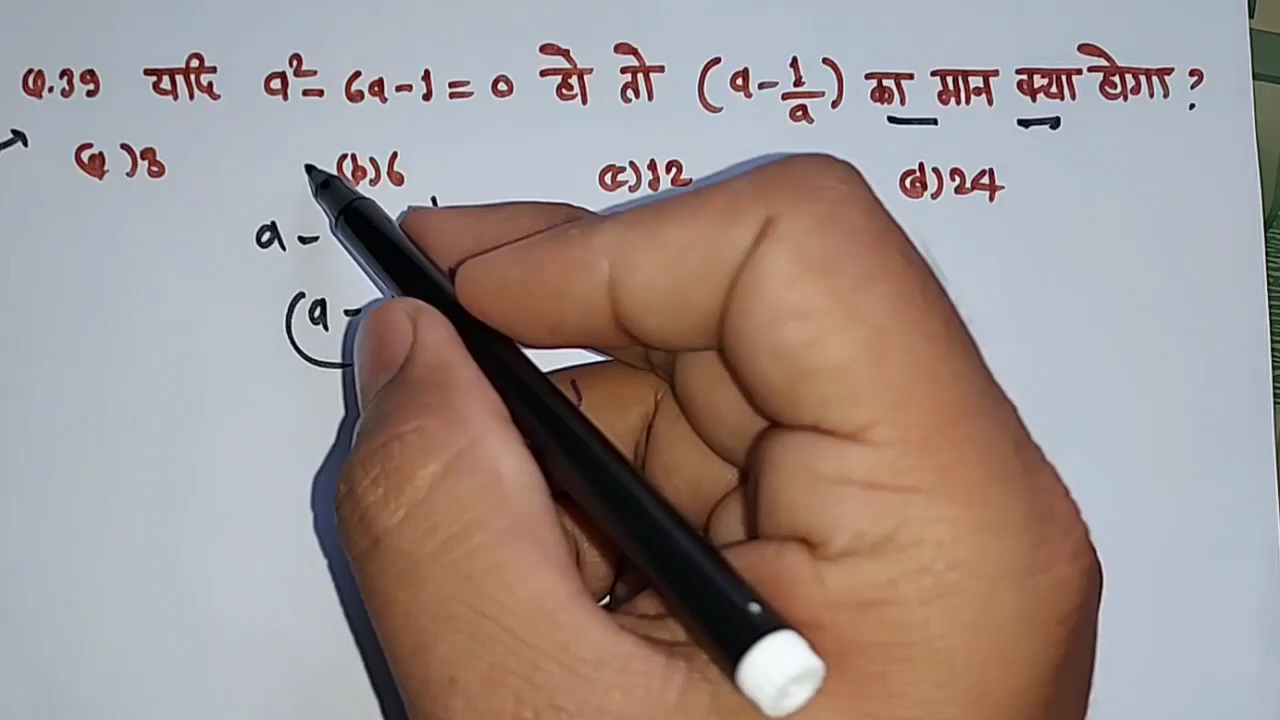 Q.39 यदि a² - 6a - 1 = 0 हो तो (a - 1/a) का मान क्या होगा ?
(a) 3 (b) 6 (c) 12 (d) 24
a -
(a -